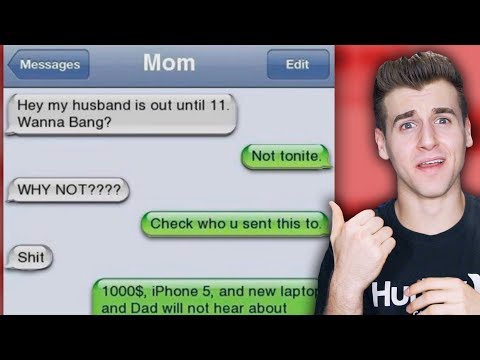 Messages
Mom
Edit
Hey my husband is out until 11.
Wanna Bang?
Not tonite.
WHY NOT????
Check who u sent this to.
Shit
1000$, iPhone 5, and new laptop
and Dad will not hear about